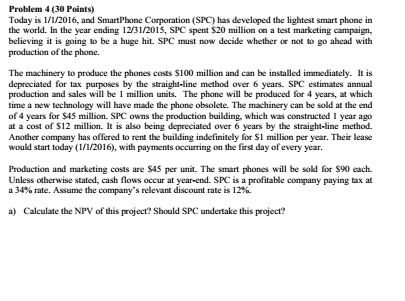 Problem 4 (30 Points)
Today is 1/1/2016, and SmartPhone Corporation (SPC) has developed the lightest smart phone in
the world. In the year ending 12/31/2015, SPC spent $20 million on a test marketing campaign,
believing it is going to be a huge hit. SPC must now decide whether or not to go ahead with
production of the phone.
The machinery to produce the phones costs $100 million and can be installed immediately. It is
depreciated for tax purposes by the straight-line method over 6 years. SPC estimates annual
production and sales will be 1 million units. The phone will be produced for 4 years, at which
time a new technology will have made the phone obsolete. The machinery can be sold at the end
of 4 years for $45 million. SPC owns the production building, which was constructed 1 year ago
at a cost of $12 million. It is also being depreciated over 6 years by the straight-line method.
Another company has offered to rent the building indefinitely for $1 million per year. Their lease
would start today (1/1/2016), with payments occurring on the first day of every year.
Production and marketing costs are $45 per unit. The smart phones will be sold for $90 each.
Unless otherwise stated, cash flows occur at year-end. SPC is a profitable company paying tax at
a 34% rate. Assume the company's relevant discount rate is 12%.
a) Calculate the NPV of this project? Should SPC undertake this project?